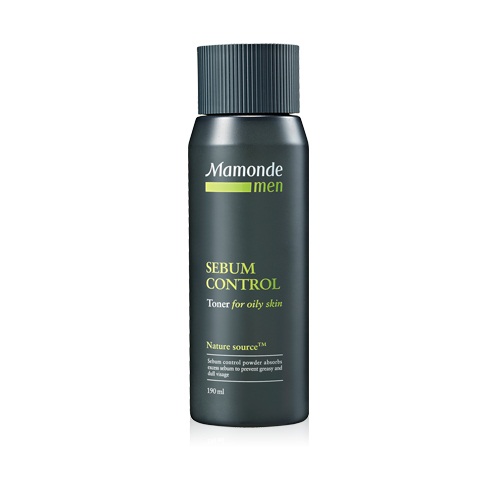 Mamonde
men
SEBUM
CONTROL
Toner for oily skin
Nature source™
Sebum control powder absorbs
excess sebum to prevent greasy and
dull visage
190 ml